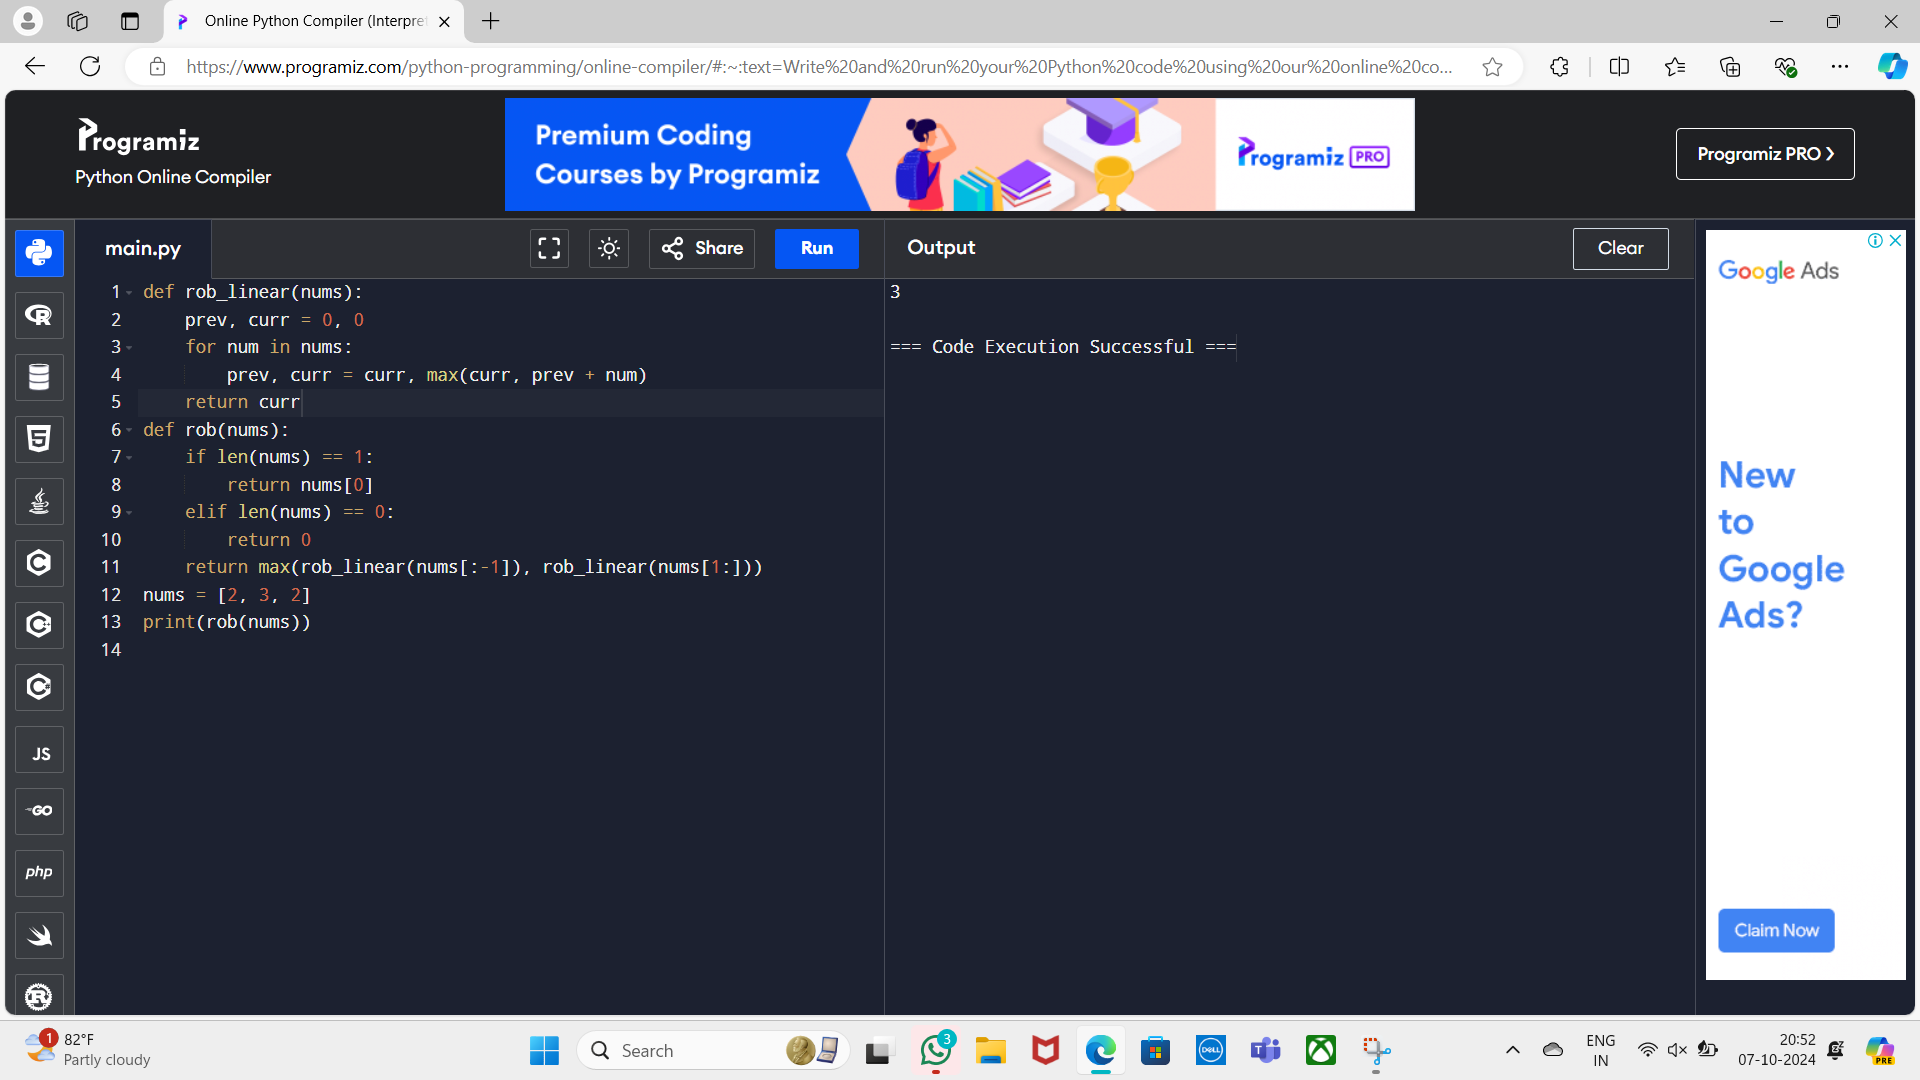 Online Python Compiler (Interpret
https://www.programiz.com/python-programming/online-compiler/#:~:text=Write%20and%20run%20your%20Python%20code%20using%20our%20online%20co...
Programiz
Python Online Compiler
Premium Coding
Courses by Programiz
Programiz PRO
Programiz PRO
main.py
Share
Run
Output
Clear
1 def rob_linear(nums):
2     prev, curr = 0, 0
3     for num in nums:
4         prev, curr = curr, max(curr, prev + num)
5     return curr
6 def rob(nums):
7     if len(nums) == 1:
8         return nums[0]
9     elif len(nums) == 0:
10         return 0
11     return max(rob_linear(nums[:-1]), rob_linear(nums[1:]))
12 nums = [2, 3, 2]
13 print(rob(nums))
14
3
=== Code Execution Successful ===
Google Ads
New
to
Google
Ads?
Claim Now
JS
GO
php
1
82°F
Partly cloudy
Search
3
DELL
ENG
IN
20:52
07-10-2024
PRE